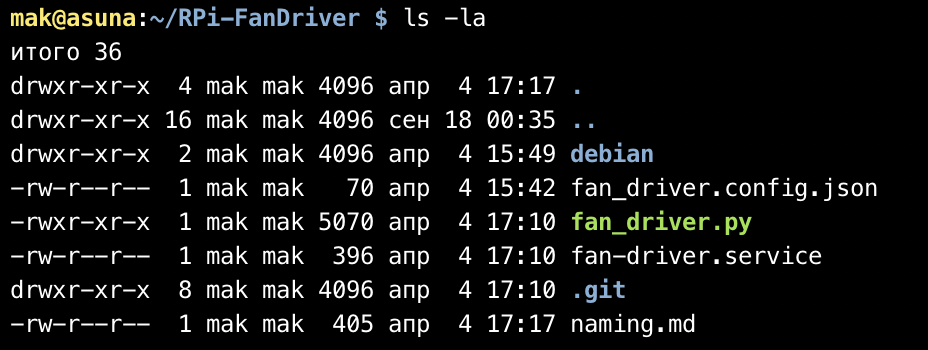 mak@asuna:~/RPi-FanDriver $ ls -la
итого 36
drwxr-xr-x  4 mak mak 4096 апр  4 17:17 .
drwxr-xr-x 16 mak mak 4096 сен 18 00:35 ..
drwxr-xr-x  2 mak mak 4096 апр  4 15:49 debian
-rw-r--r--  1 mak mak   70 апр  4 15:42 fan_driver.config.json
-rwxr-xr-x  1 mak mak 5070 апр  4 17:10 fan_driver.py
-rw-r--r--  1 mak mak  396 апр  4 17:10 fan-driver.service
drwxr-xr-x  8 mak mak 4096 апр  4 17:10 .git
-rw-r--r--  1 mak mak  405 апр  4 17:17 naming.md